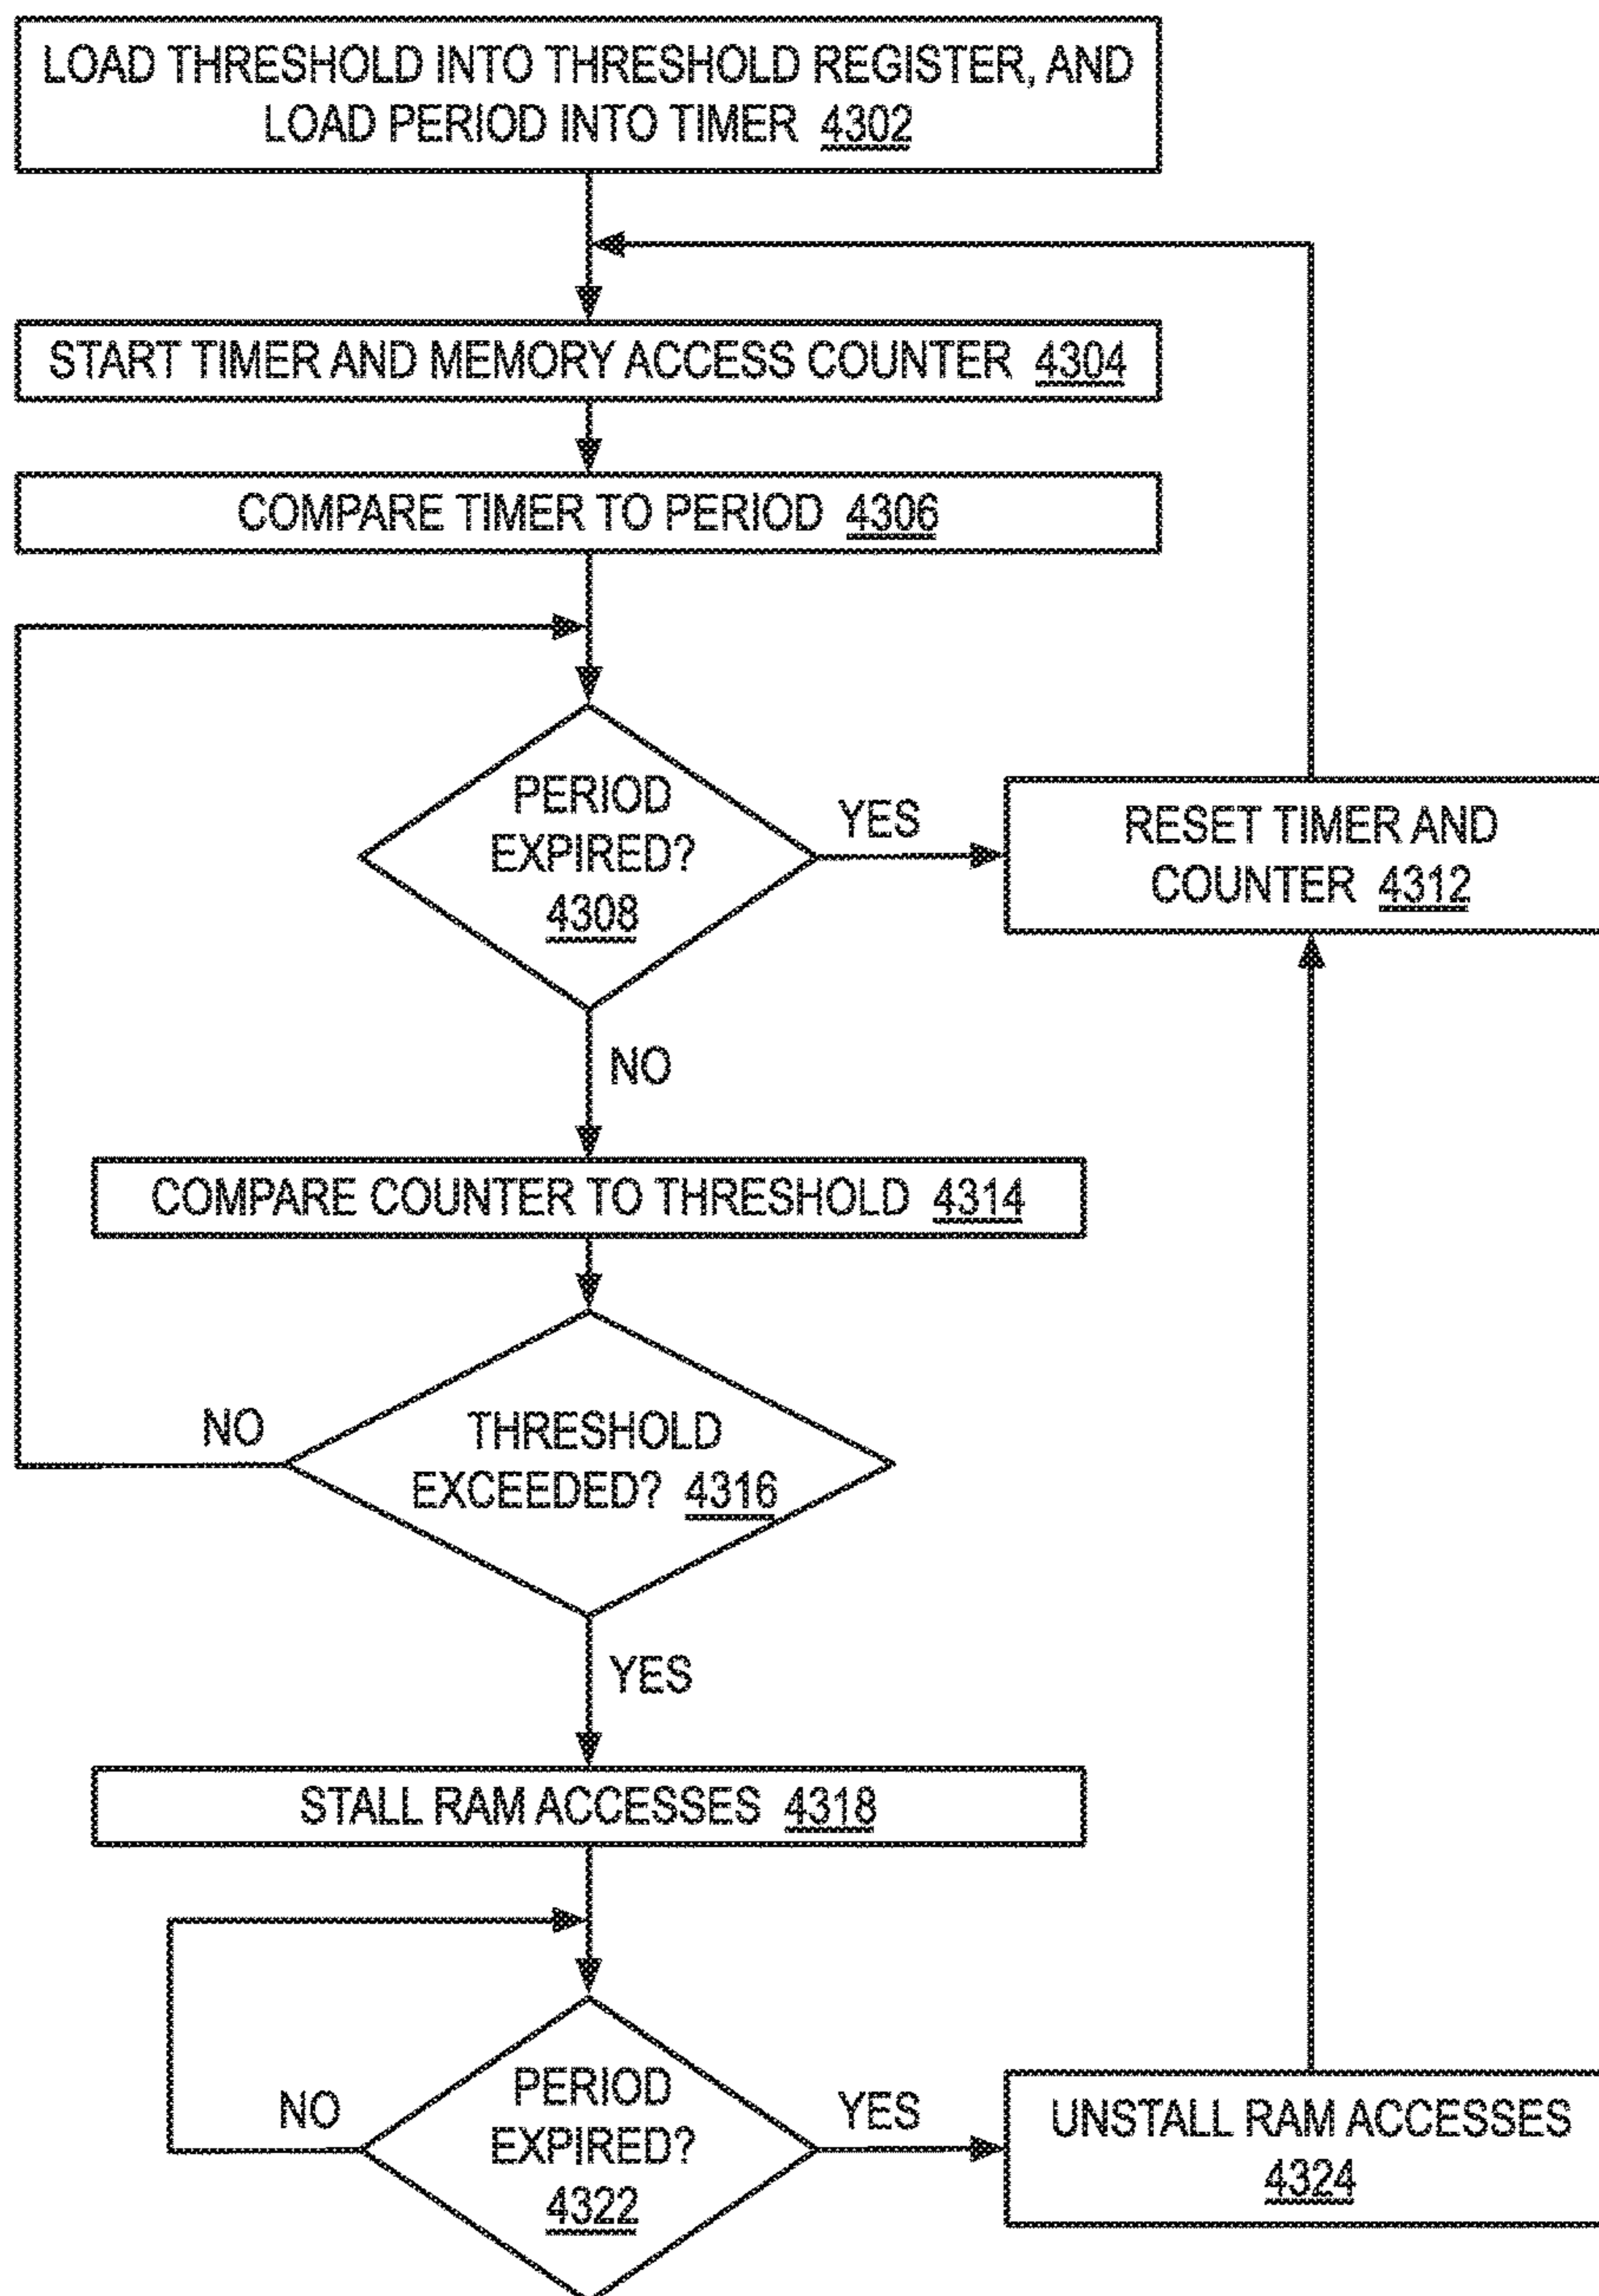 LOAD THRESHOLD INTO THRESHOLD REGISTER, AND
LOAD PERIOD INTO TIMER 4302
START TIMER AND MEMORY ACCESS COUNTER 4304
COMPARE TIMER TO PERIOD 4306
PERIOD
EXPIRED?
4308
YES
RESET TIMER AND
COUNTER 4312
NO
COMPARE COUNTER TO THRESHOLD 4314
NO
THRESHOLD
EXCEEDED? 4316
YES
STALL RAM ACCESSES 4318
NO
PERIOD
EXPIRED?
4322
YES
UNSTALL RAM ACCESSES
4324